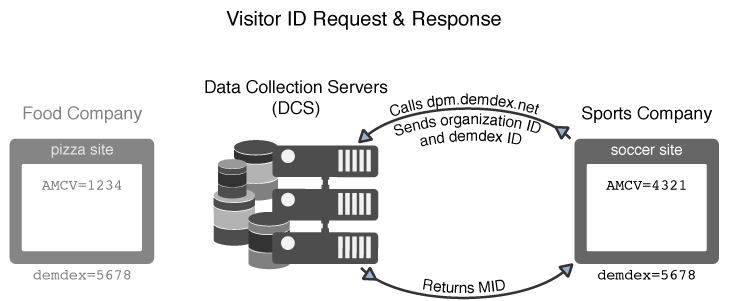 Visitor ID Request & Response
Data Collection Servers
(DCS)
Food Company
pizza site
AMCV=1234
demdex=5678
Calls dpm.demdex.net
Sends organization ID
and demdex ID
Returns MID
Sports Company
soccer site
AMCV=4321
demdex=5678